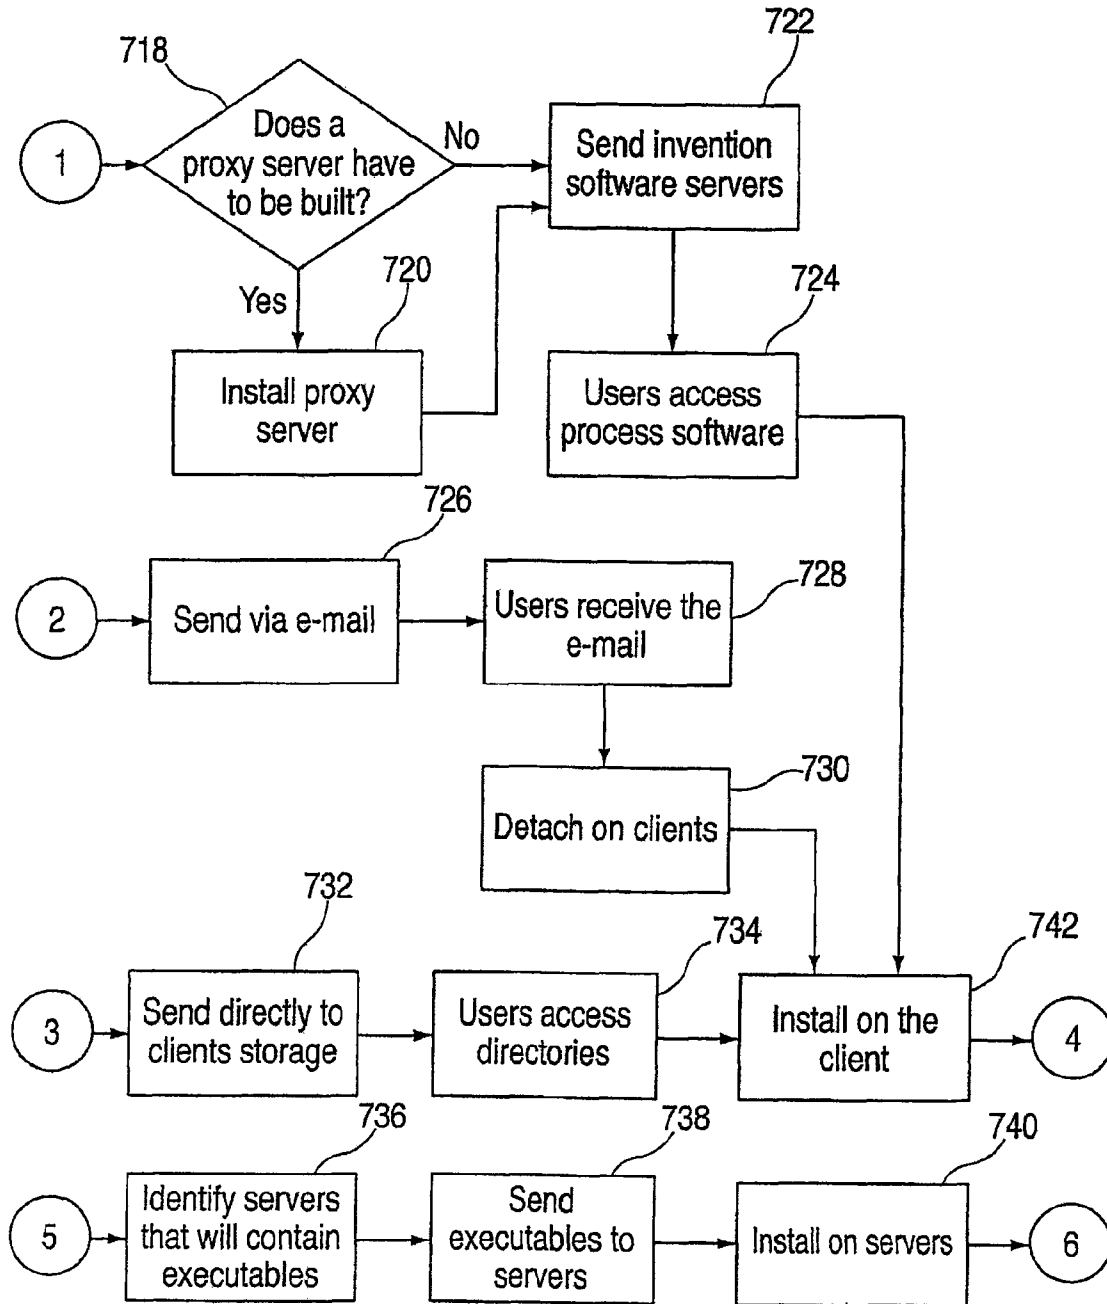 718
722
1
Does a
proxy server have
to be built?
No
Send invention
software servers
Yes
720
724
Install proxy
server
Users access
process software
726
2
Send via e-mail
Users receive the
e-mail
728
730
Detach on clients
732
734
742
3
Send directly to
clients storage
Users access
directories
Install on the
client
4
736
738
740
5
Identify servers
that will contain
executables
Send
executables to
servers
Install on servers
6